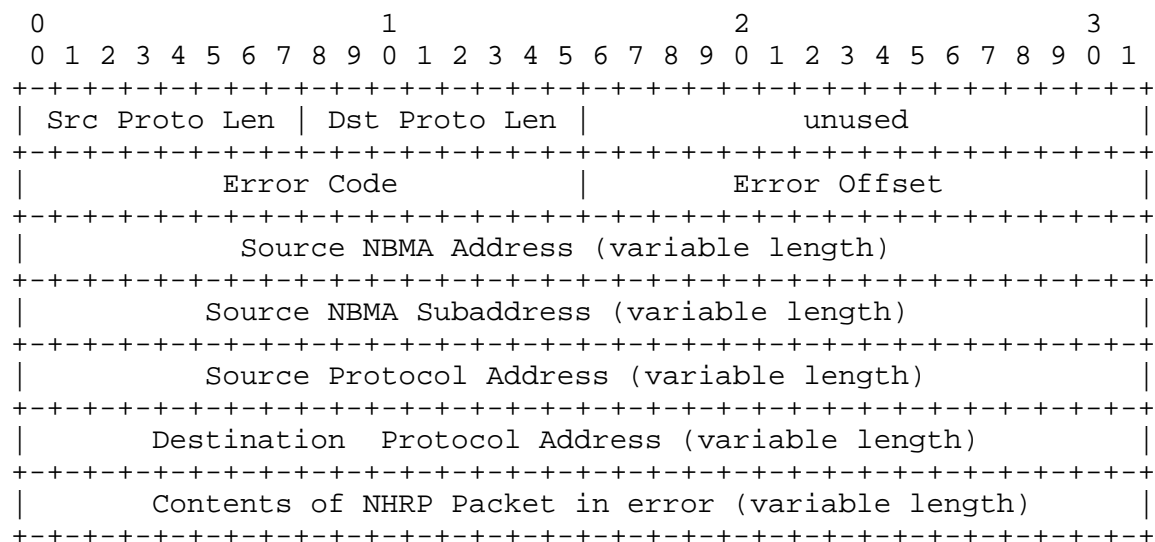 0                   1                   2                   3
 0 1 2 3 4 5 6 7 8 9 0 1 2 3 4 5 6 7 8 9 0 1 2 3 4 5 6 7 8 9 0 1
+-+-+-+-+-+-+-+-+-+-+-+-+-+-+-+-+-+-+-+-+-+-+-+-+-+-+-+-+-+-+-+-+
| Src Proto Len | Dst Proto Len |            unused             |
+-+-+-+-+-+-+-+-+-+-+-+-+-+-+-+-+-+-+-+-+-+-+-+-+-+-+-+-+-+-+-+-+
|           Error Code          |        Error Offset           |
+-+-+-+-+-+-+-+-+-+-+-+-+-+-+-+-+-+-+-+-+-+-+-+-+-+-+-+-+-+-+-+-+
|            Source NBMA Address (variable length)              |
+-+-+-+-+-+-+-+-+-+-+-+-+-+-+-+-+-+-+-+-+-+-+-+-+-+-+-+-+-+-+-+-+
|          Source NBMA Subaddress (variable length)             |
+-+-+-+-+-+-+-+-+-+-+-+-+-+-+-+-+-+-+-+-+-+-+-+-+-+-+-+-+-+-+-+-+
|          Source Protocol Address (variable length)            |
+-+-+-+-+-+-+-+-+-+-+-+-+-+-+-+-+-+-+-+-+-+-+-+-+-+-+-+-+-+-+-+-+
|       Destination  Protocol Address (variable length)         |
+-+-+-+-+-+-+-+-+-+-+-+-+-+-+-+-+-+-+-+-+-+-+-+-+-+-+-+-+-+-+-+-+
|       Contents of NHRP Packet in error (variable length)      |
+-+-+-+-+-+-+-+-+-+-+-+-+-+-+-+-+-+-+-+-+-+-+-+-+-+-+-+-+-+-+-+-+